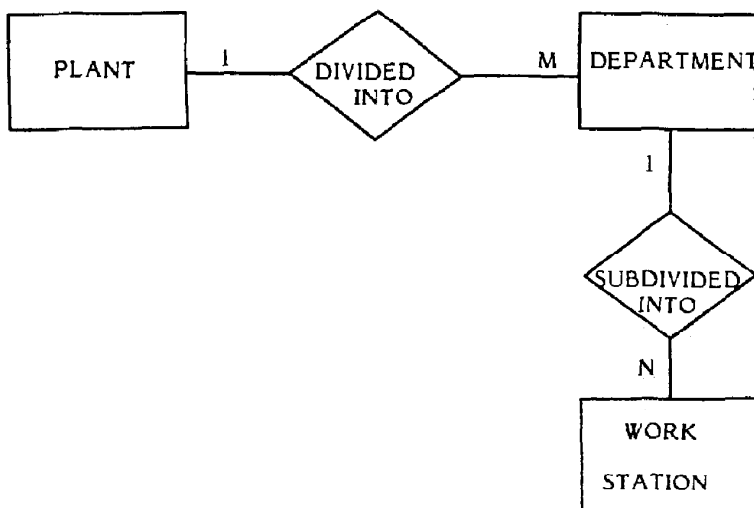 PLANT
1
DIVIDED
INTO
M
DEPARTMENT
1
SUBDIVIDED
INTO
N
WORK
STATION